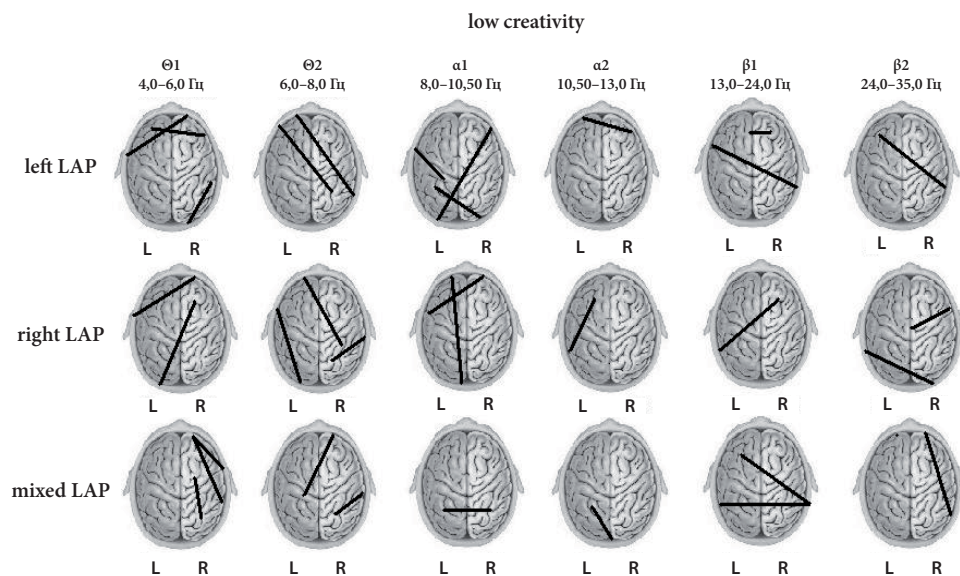 low creativity
Θ1 Θ2 α1 α2 β1 β2
4,0–6,0 Гц 6,0–8,0 Гц 8,0–10,50 Гц 10,50–13,0 Гц 13,0–24,0 Гц 24,0–35,0 Гц
left LAP
L R L R L R L R L R L R
right LAP
L R L R L R L R L R L R
mixed LAP
L R L R L R L R L R L R